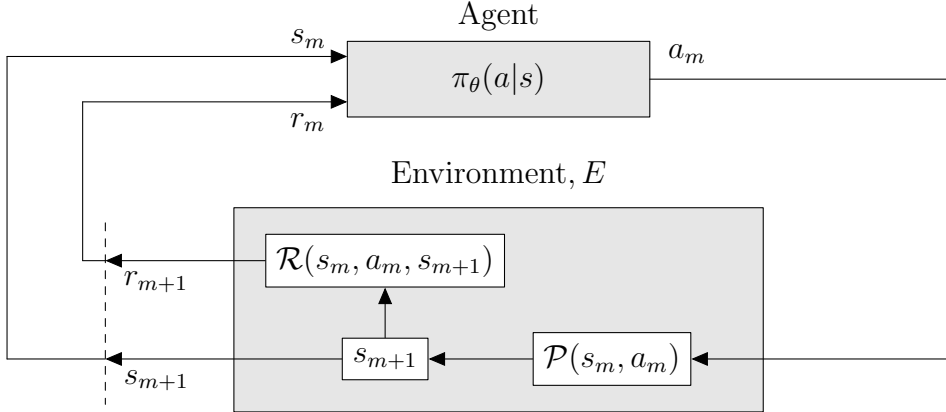 Agent
s_m
π_θ(a|s)
a_m
r_m
Environment, E
R(s_m, a_m, s_{m+1})
r_{m+1}
s_{m+1}
P(s_m, a_m)
s_{m+1}